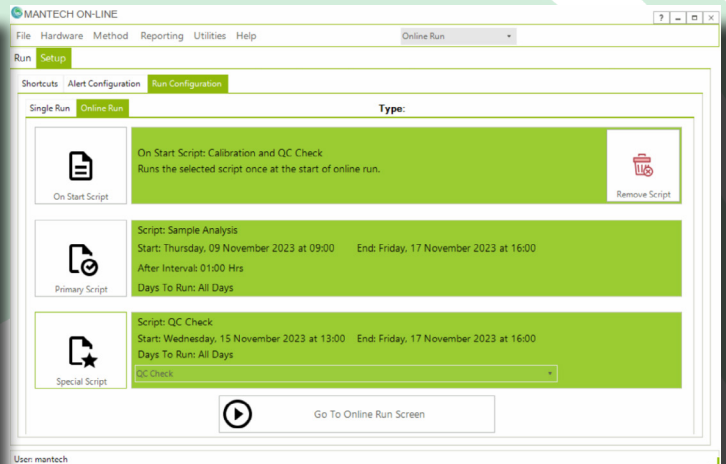 MANTECH ON-LINE
? – □ ×
File Hardware Method Reporting Utilities Help Online Run
Run Setup
Shortcuts Alert Configuration Run Configuration
Single Run Online Run Type:
On Start Script
On Start Script: Calibration and QC Check
Runs the selected script once at the start of online run.
Remove Script
Primary Script
Script: Sample Analysis
Start: Thursday, 09 November 2023 at 09:00 End: Friday, 17 November 2023 at 16:00
After Interval: 01:00 Hrs
Days To Run: All Days
Special Script
Script: QC Check
Start: Wednesday, 15 November 2023 at 13:00 End: Friday, 17 November 2023 at 16:00
Days To Run: All Days
QC Check
Go To Online Run Screen
User: mantech